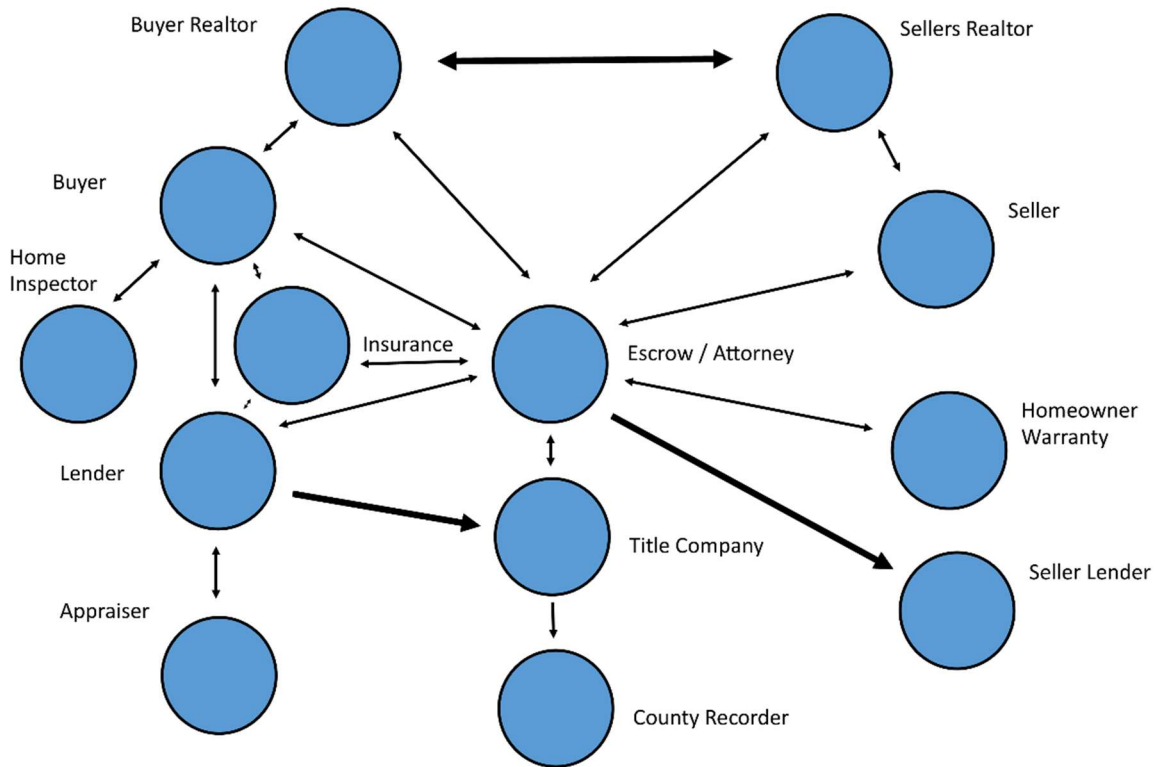 Buyer Realtor
Sellers Realtor
Buyer
Seller
Home
Inspector
Insurance
Escrow / Attorney
Homeowner
Warranty
Lender
Title Company
Seller Lender
Appraiser
County Recorder